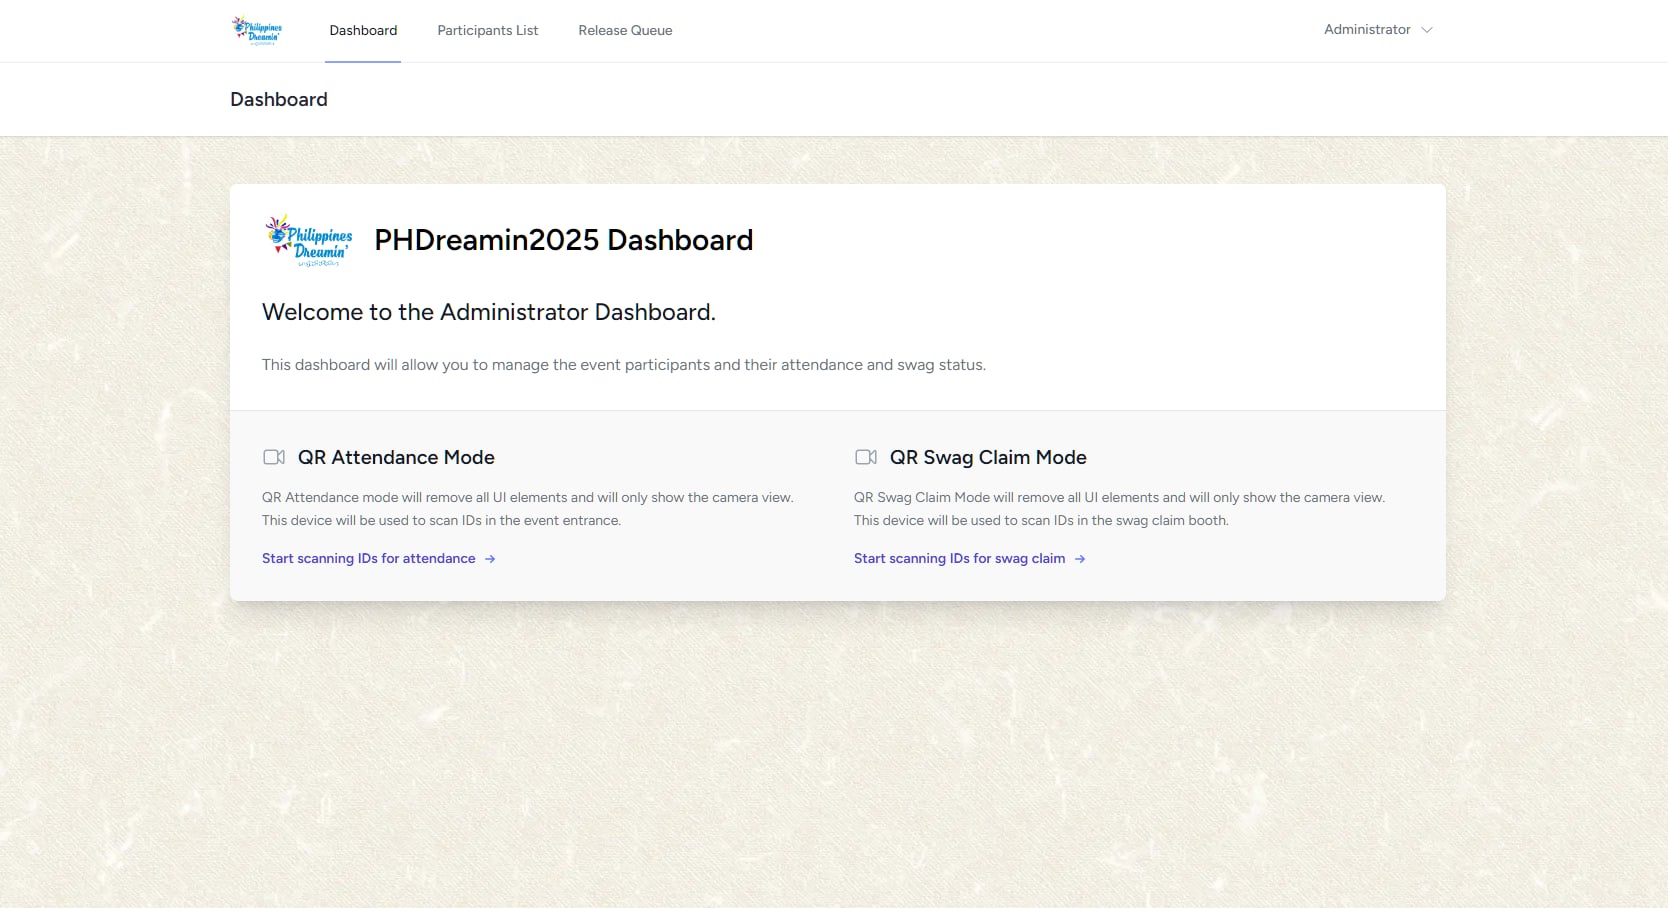 Philippines
Dreamin'
Dashboard
Participants List
Release Queue
Administrator
Dashboard
Philippines
Dreamin'
PHDreamin2025 Dashboard
Welcome to the Administrator Dashboard.
This dashboard will allow you to manage the event participants and their attendance and swag status.
QR Attendance Mode
QR Attendance mode will remove all UI elements and will only show the camera view.
This device will be used to scan IDs in the event entrance.
Start scanning IDs for attendance →
QR Swag Claim Mode
QR Swag Claim Mode will remove all UI elements and will only show the camera view.
This device will be used to scan IDs in the swag claim booth.
Start scanning IDs for swag claim →